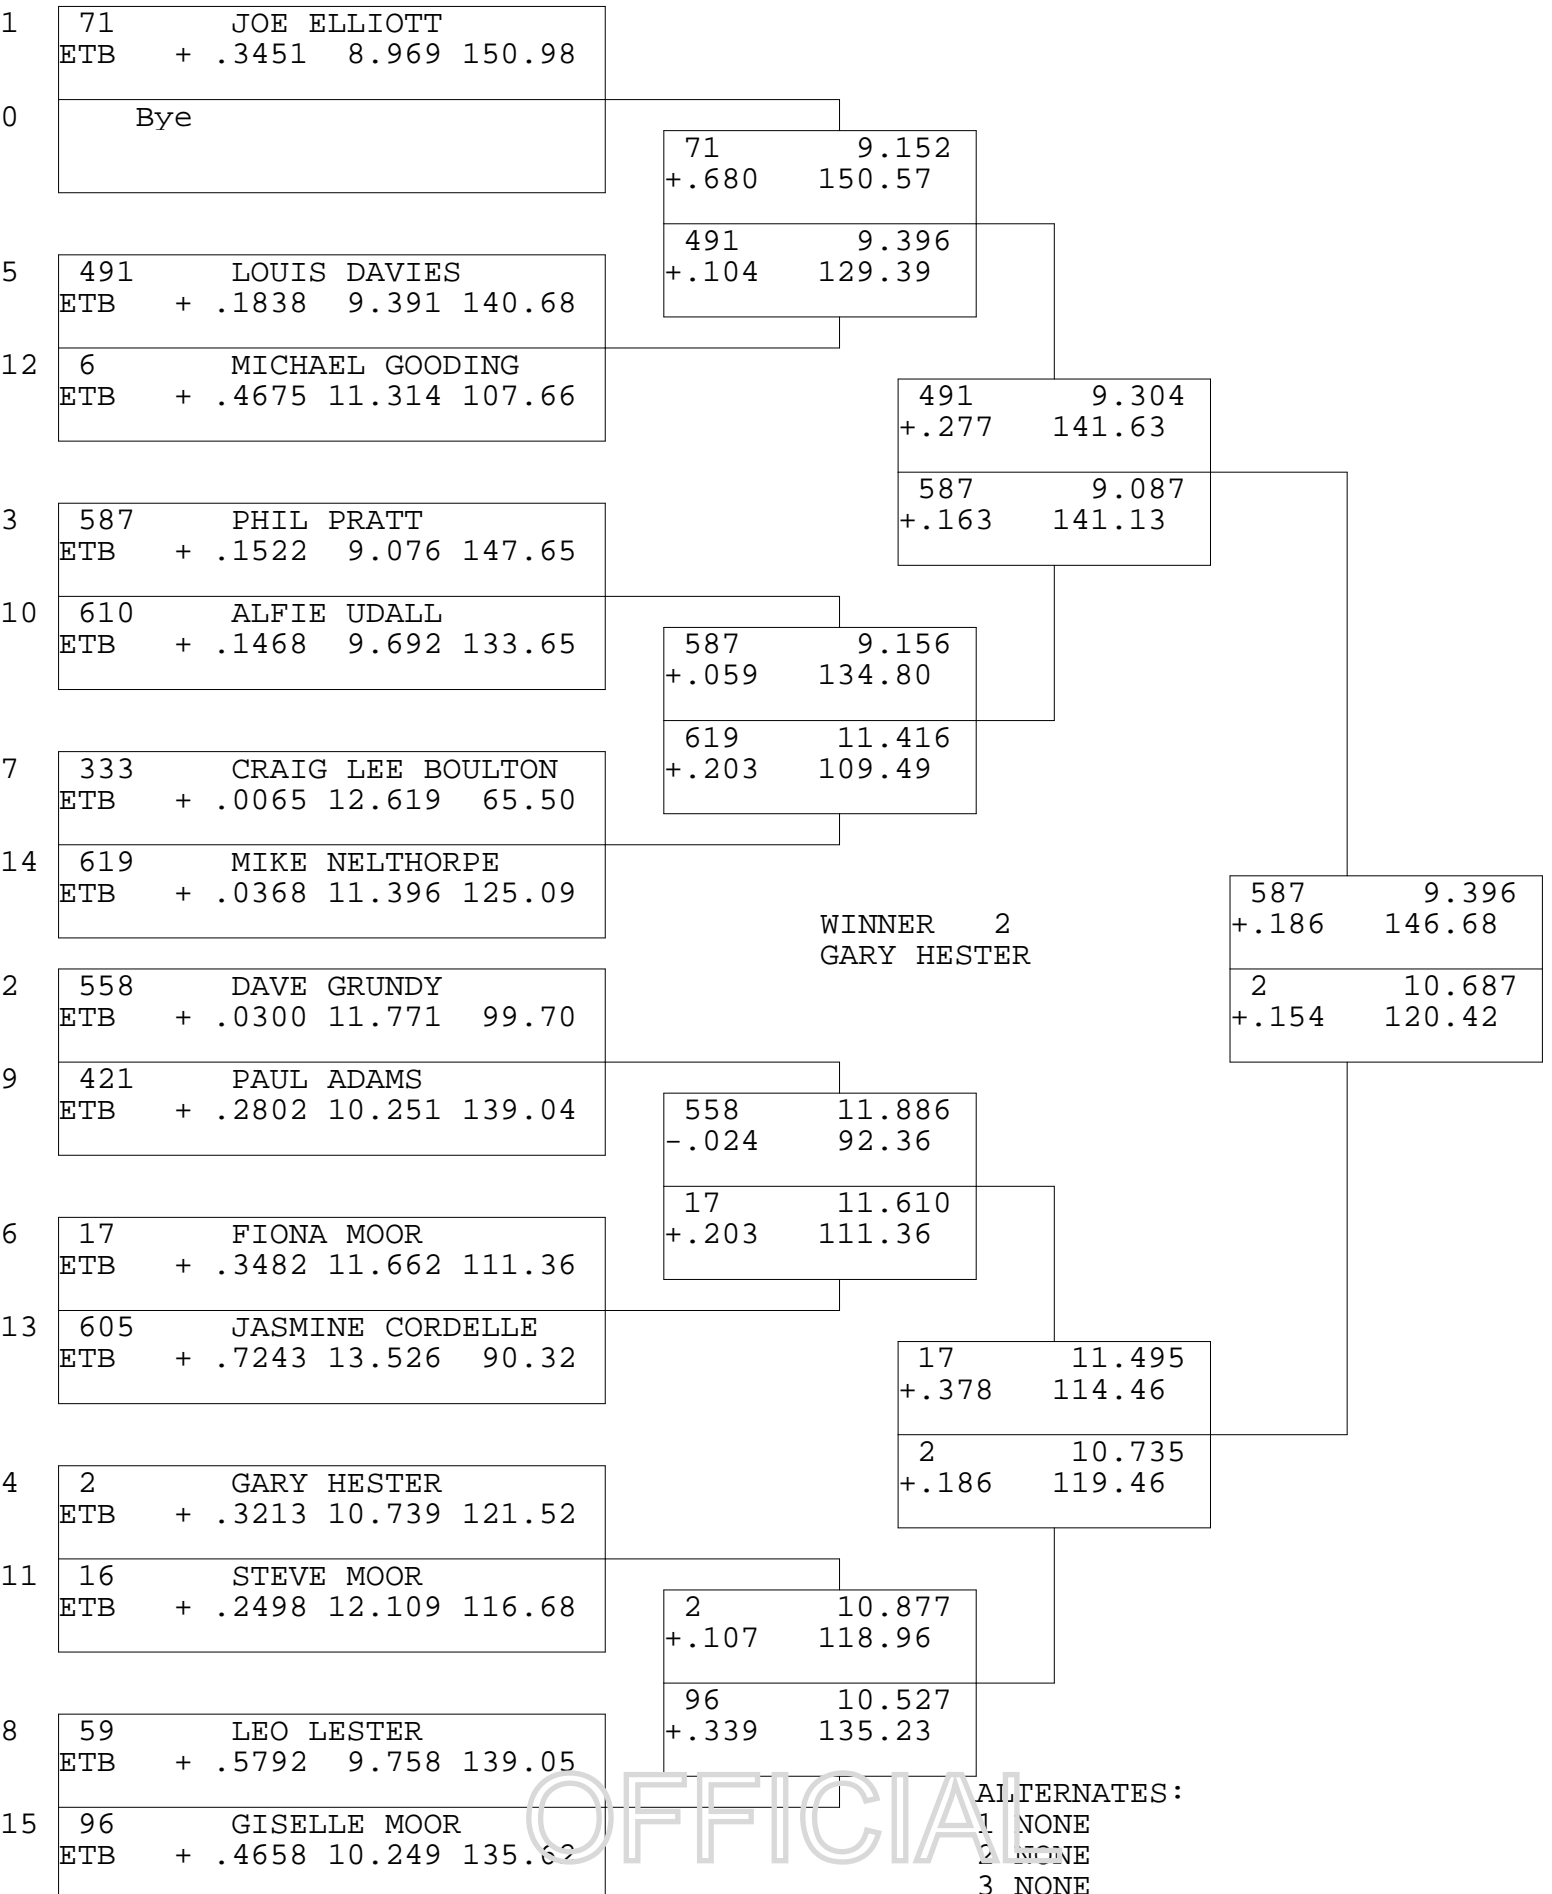 1 71 JOE ELLIOTT
ETB + .3451 8.969 150.98
0 Bye
5 491 LOUIS DAVIES
ETB + .1838 9.391 140.68
12 6 MICHAEL GOODING
ETB + .4675 11.314 107.66
3 587 PHIL PRATT
ETB + .1522 9.076 147.65
10 610 ALFIE UDALL
ETB + .1468 9.692 133.65
7 333 CRAIG LEE BOULTON
ETB + .0065 12.619 65.50
14 619 MIKE NELTHORPE
ETB + .0368 11.396 125.09
2 558 DAVE GRUNDY
ETB + .0300 11.771 99.70
9 421 PAUL ADAMS
ETB + .2802 10.251 139.04
6 17 FIONA MOOR
ETB + .3482 11.662 111.36
13 605 JASMINE CORDELLE
ETB + .7243 13.526 90.32
4 2 GARY HESTER
ETB + .3213 10.739 121.52
11 16 STEVE MOOR
ETB + .2498 12.109 116.68
8 59 LEO LESTER
ETB + .5792 9.758 139.05
15 96 GISELLE MOOR
ETB + .4658 10.249 135.62
71 9.152
+.680 150.57
491 9.396
+.104 129.39
587 9.156
+.059 134.80
619 11.416
+.203 109.49
558 11.886
-.024 92.36
17 11.610
+.203 111.36
2 10.877
+.107 118.96
96 10.527
+.339 135.23
491 9.304
+.277 141.63
587 9.087
+.163 141.13
17 11.495
+.378 114.46
2 10.735
+.186 119.46
587 9.396
+.186 146.68
2 10.687
+.154 120.42
WINNER 2
GARY HESTER
ALTERNATES:
1 NONE
2 NONE
3 NONE
OFFICIAL